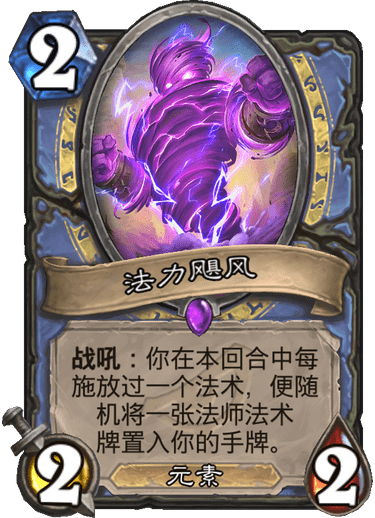 2
法力飓风
战吼：你在本回合中每
施放过一个法术，便随
机将一张法师法术
牌置入你的手牌。
元素
2
2